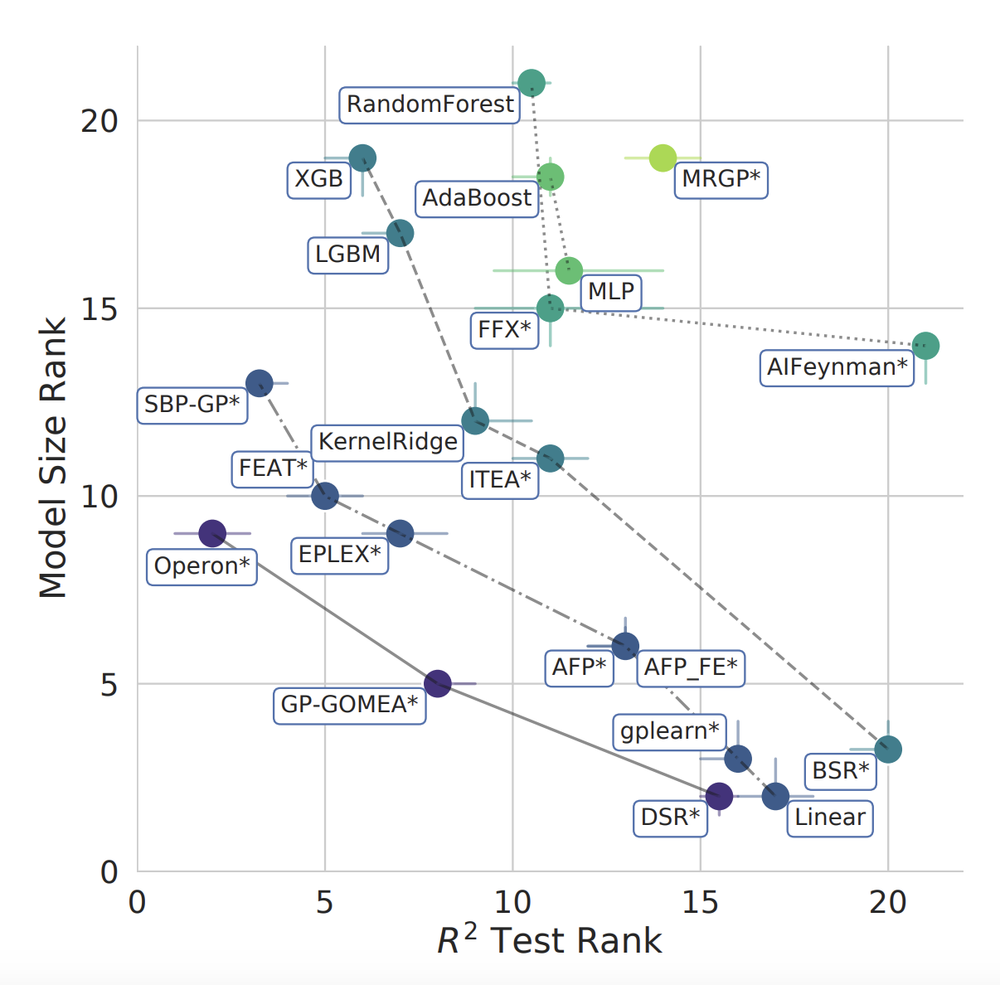 RandomForest
20
XGB
MRGP*
AdaBoost
LGBM
MLP
15
FFX*
AIFeynman*
SBP-GP*
KernelRidge
FEAT*
ITEA*
10
EPLEX*
Operon*
AFP*
AFP_FE*
5
GP-GOMEA*
gplearn*
BSR*
DSR*
Linear
0
0 5 10 15 20
R² Test Rank
Model Size Rank